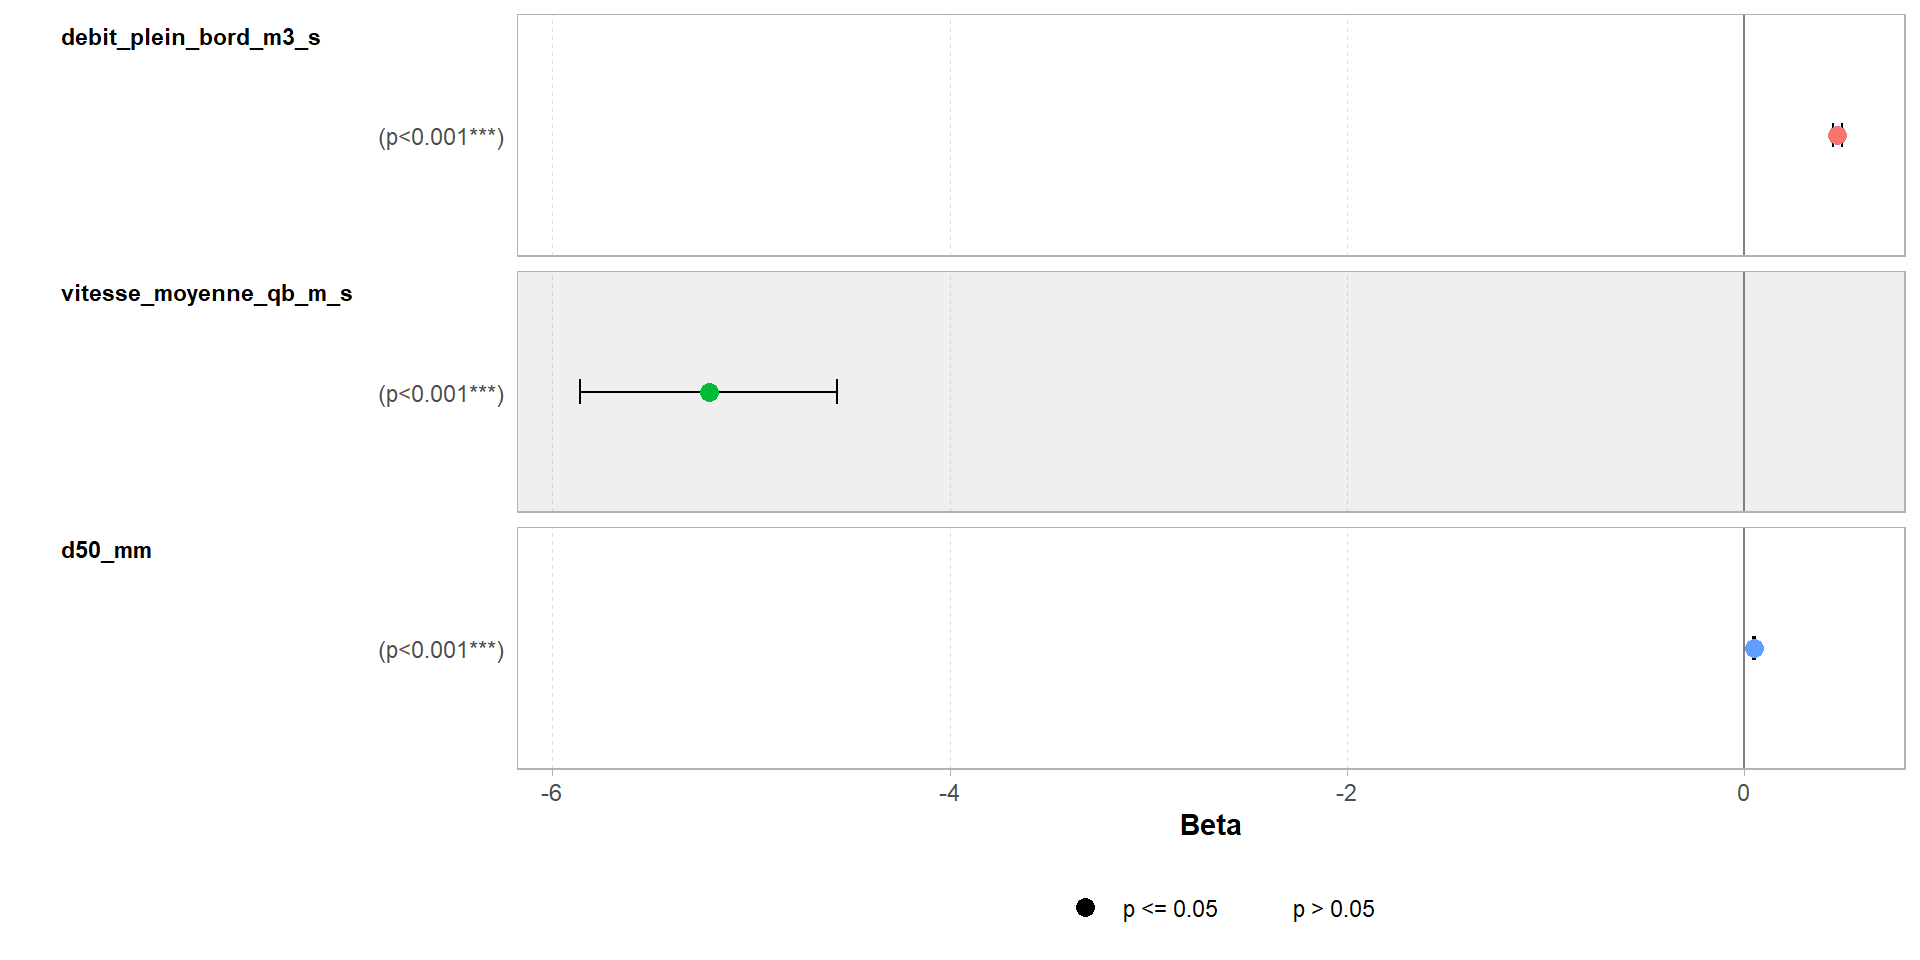 debit_plein_bord_m3_s
(p<0.001***)
vitesse_moyenne_qb_m_s
(p<0.001***)
d50_mm
(p<0.001***)
-6 -4 -2 0
Beta
p <= 0.05 p > 0.05